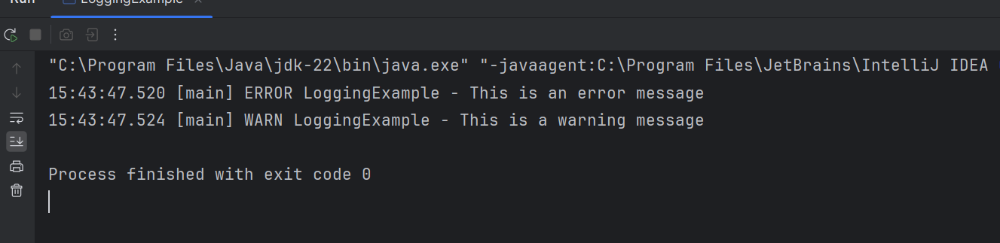 Run LoggingExample ×
"C:\Program Files\Java\jdk-22\bin\java.exe" "-javaagent:C:\Program Files\JetBrains\IntelliJ IDEA
15:43:47.520 [main] ERROR LoggingExample - This is an error message
15:43:47.524 [main] WARN LoggingExample - This is a warning message
Process finished with exit code 0